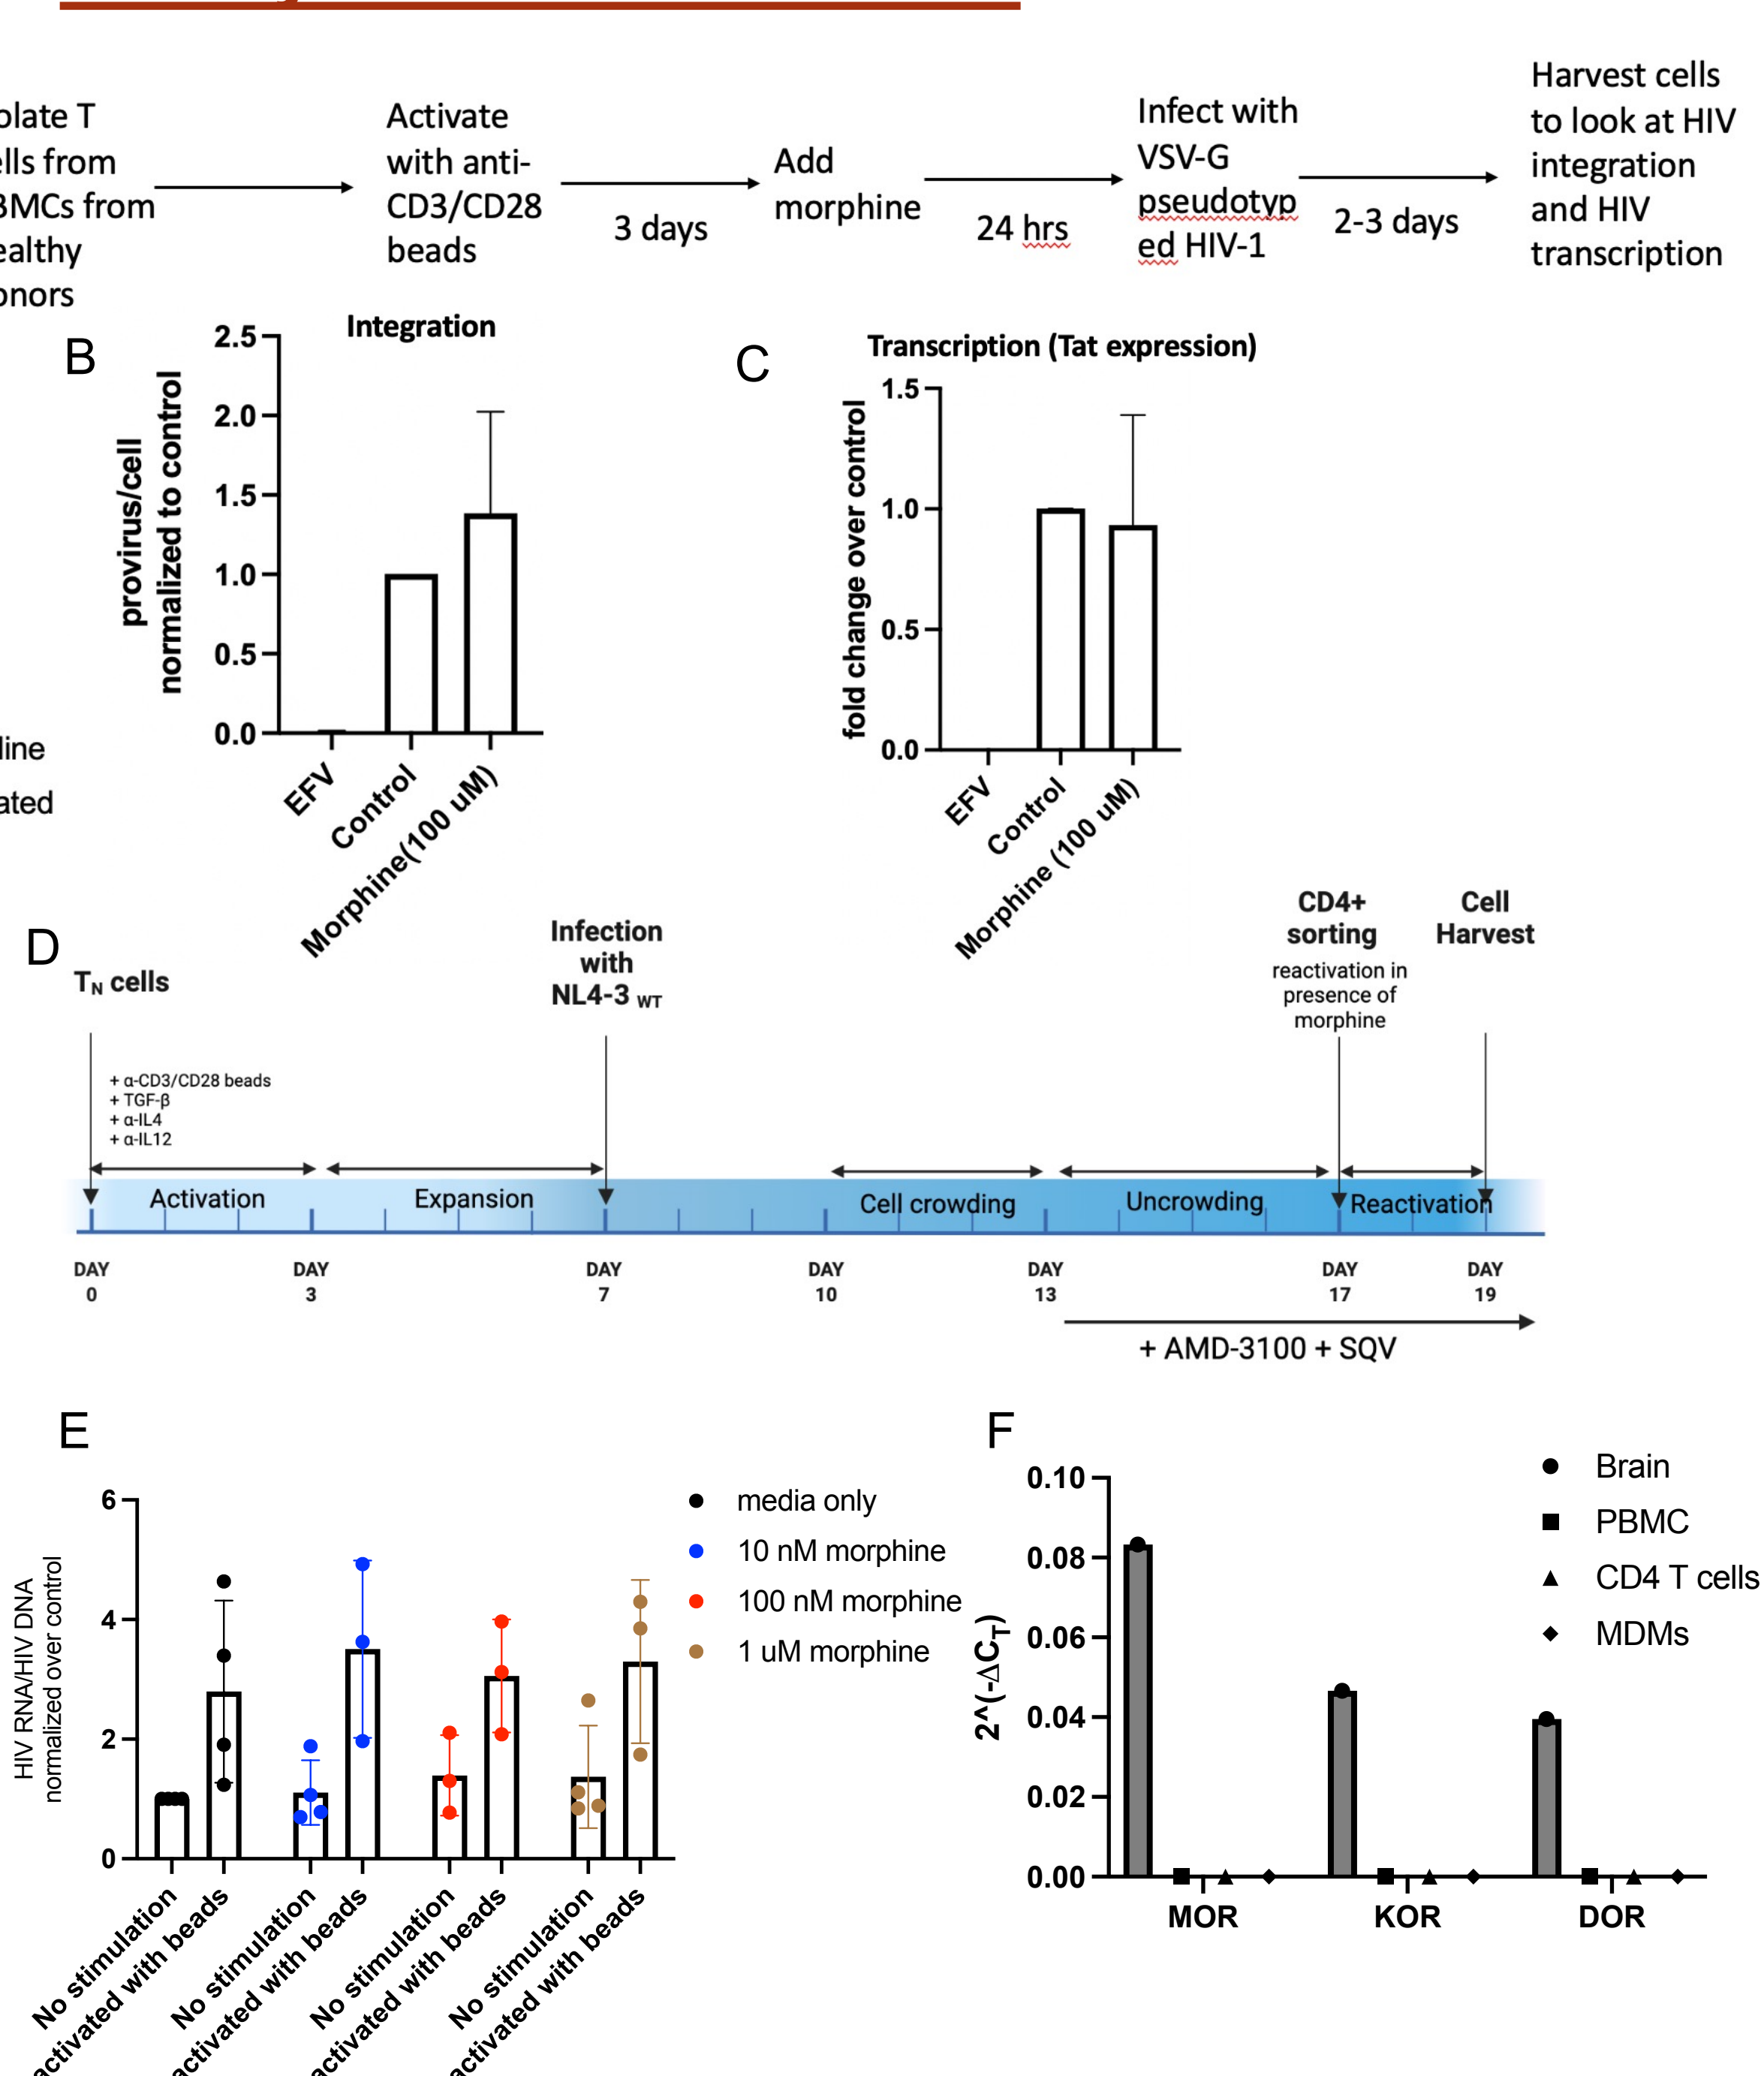 olate T
ells from
BMCs from
ealthy
onors
Activate
with anti-
CD3/CD28
beads
3 days
Add
morphine
24 hrs
Infect with
VSV-G
pseudotyp
ed HIV-1
2-3 days
Harvest cells
to look at HIV
integration
and HIV
transcription
B
Integration
provirus/cell
normalized to control
2.5
2.0
1.5
1.0
0.5
0.0
EFV
Control
Morphine(100 uM)
line
ated
C
Transcription (Tat expression)
fold change over control
1.5
1.0
0.5
0.0
EFV
Control
Morphine (100 uM)
D
TN cells
+ α-CD3/CD28 beads
+ TGF-β
+ α-IL4
+ α-IL12
Infection
with
NL4-3 WT
CD4+
sorting
reactivation in
presence of
morphine
Cell
Harvest
Activation
Expansion
Cell crowding
Uncrowding
Reactivation
DAY
0
DAY
3
DAY
7
DAY
10
DAY
13
DAY
17
DAY
19
+ AMD-3100 + SQV
E
HIV RNA/HIV DNA
normalized over control
6
4
2
0
No stimulation
activated with beads
No stimulation
activated with beads
No stimulation
activated with beads
No stimulation
activated with beads
media only
10 nM morphine
100 nM morphine
1 uM morphine
F
2^(-ΔCT)
0.10
0.08
0.06
0.04
0.02
0.00
MOR
KOR
DOR
Brain
PBMC
CD4 T cells
MDMs